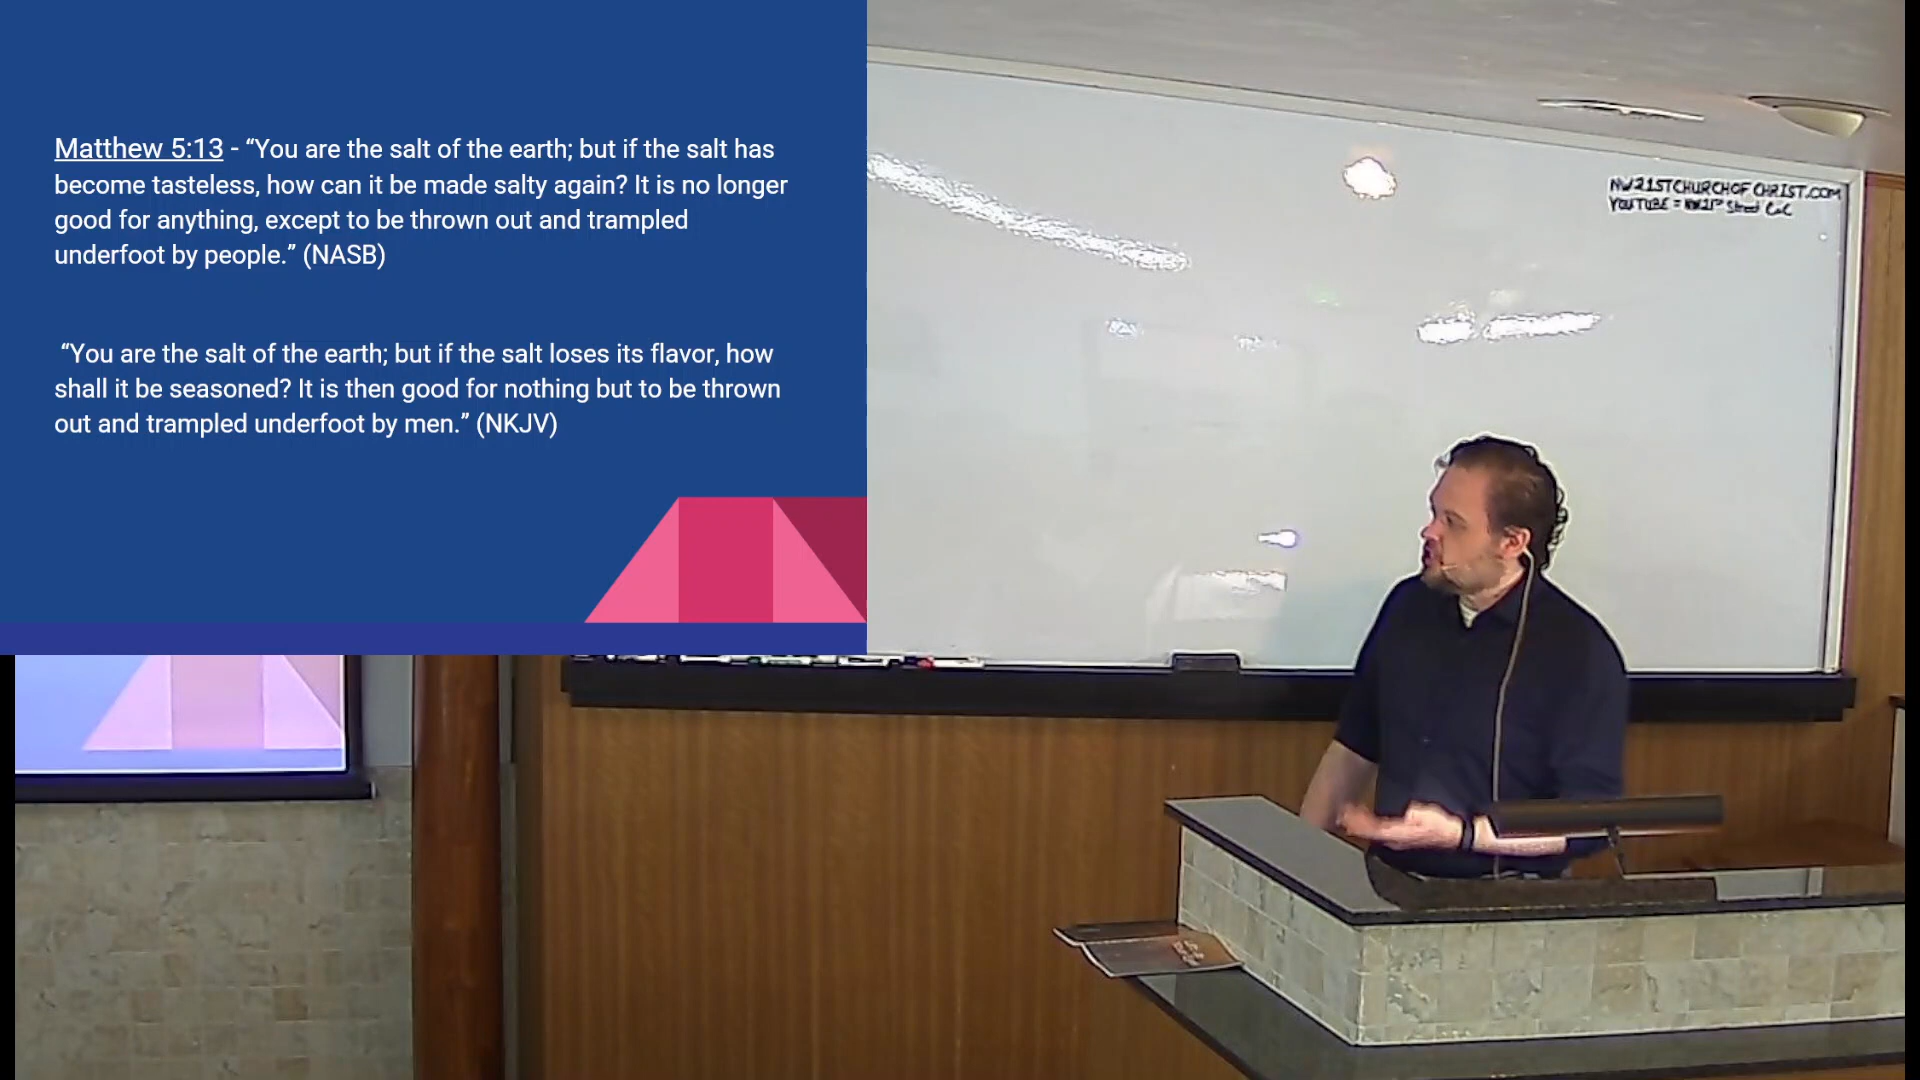 Matthew 5:13 - “You are the salt of the earth; but if the salt has
become tasteless, how can it be made salty again? It is no longer
good for anything, except to be thrown out and trampled
underfoot by people.” (NASB)
“You are the salt of the earth; but if the salt loses its flavor, how
shall it be seasoned? It is then good for nothing but to be thrown
out and trampled underfoot by men.” (NKJV)
NW21STCHURCHOFCHRIST.COM
YOUTUBE = NW21ST Street CoC